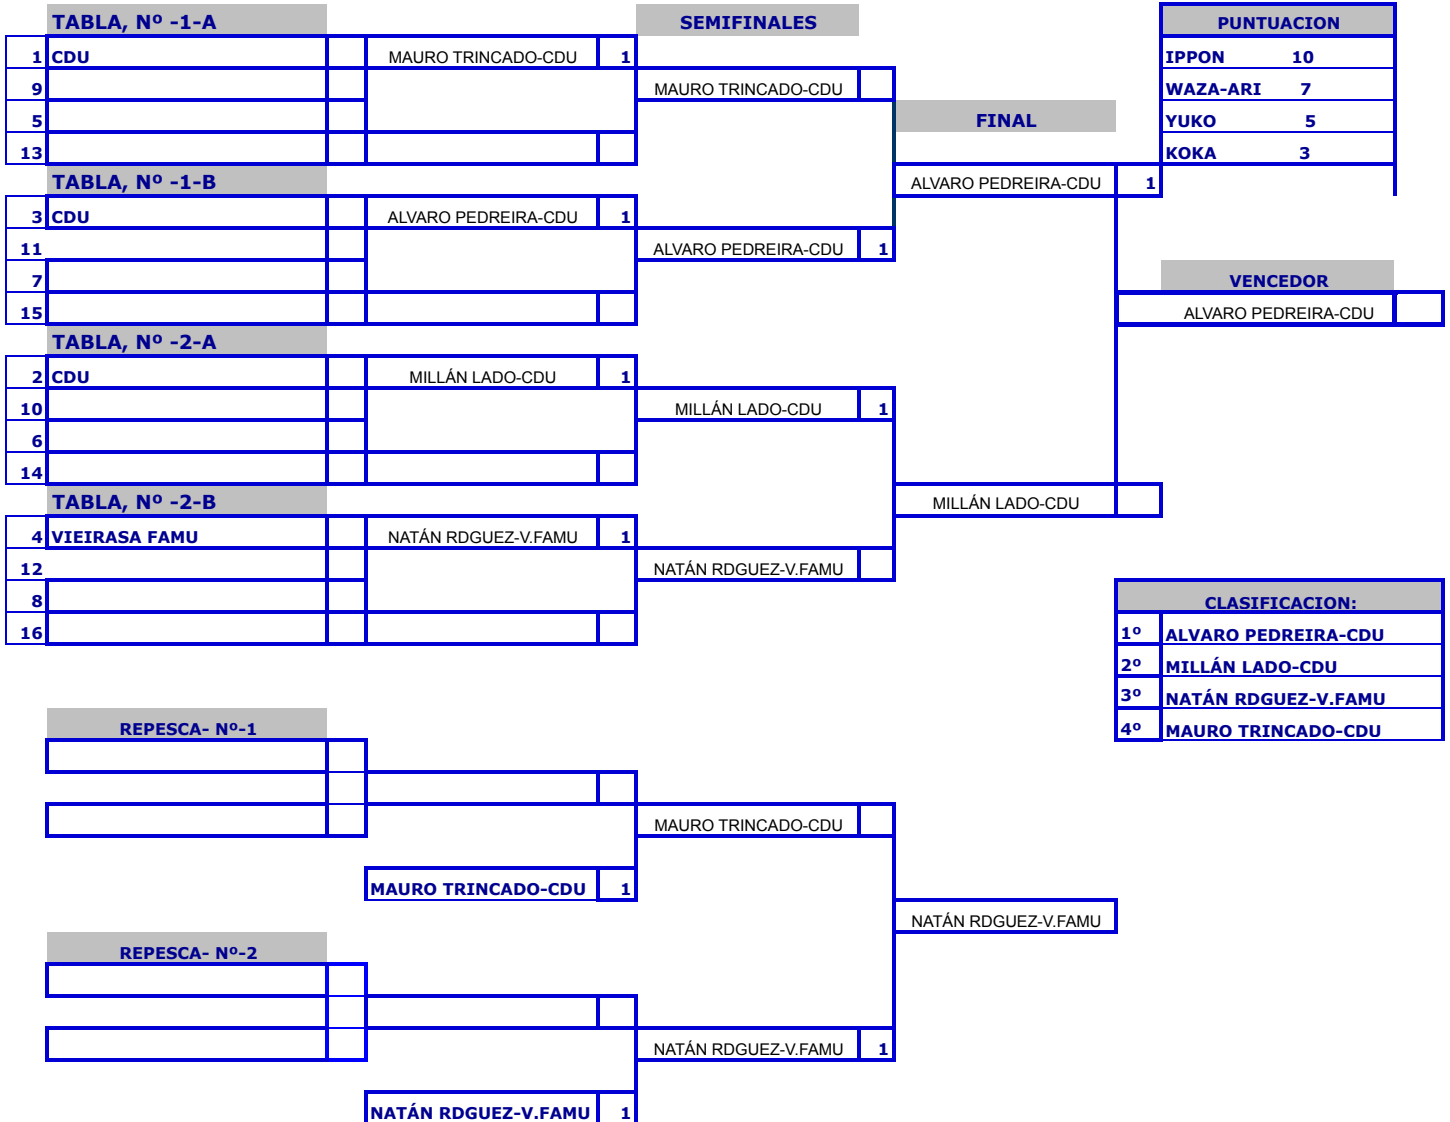 TABLA, Nº -1-A SEMIFINALES PUNTUACION
1 CDU MAURO TRINCADO-CDU 1 IPPON 10
9 MAURO TRINCADO-CDU WAZA-ARI 7
5 FINAL YUKO 5
13 KOKA 3
TABLA, Nº -1-B ALVARO PEDREIRA-CDU 1
3 CDU ALVARO PEDREIRA-CDU 1
11 ALVARO PEDREIRA-CDU 1
7 VENCEDOR
15 ALVARO PEDREIRA-CDU
TABLA, Nº -2-A
2 CDU MILLÁN LADO-CDU 1
10 MILLÁN LADO-CDU 1
6
14
TABLA, Nº -2-B MILLÁN LADO-CDU
4 VIEIRASA FAMU NATÁN RDGUEZ-V.FAMU 1
12 NATÁN RDGUEZ-V.FAMU
8 CLASIFICACION:
16 1º ALVARO PEDREIRA-CDU
2º MILLÁN LADO-CDU
3º NATÁN RDGUEZ-V.FAMU
REPESCA- Nº-1 4º MAURO TRINCADO-CDU
MAURO TRINCADO-CDU
MAURO TRINCADO-CDU 1
NATÁN RDGUEZ-V.FAMU
REPESCA- Nº-2
NATÁN RDGUEZ-V.FAMU 1
NATÁN RDGUEZ-V.FAMU 1